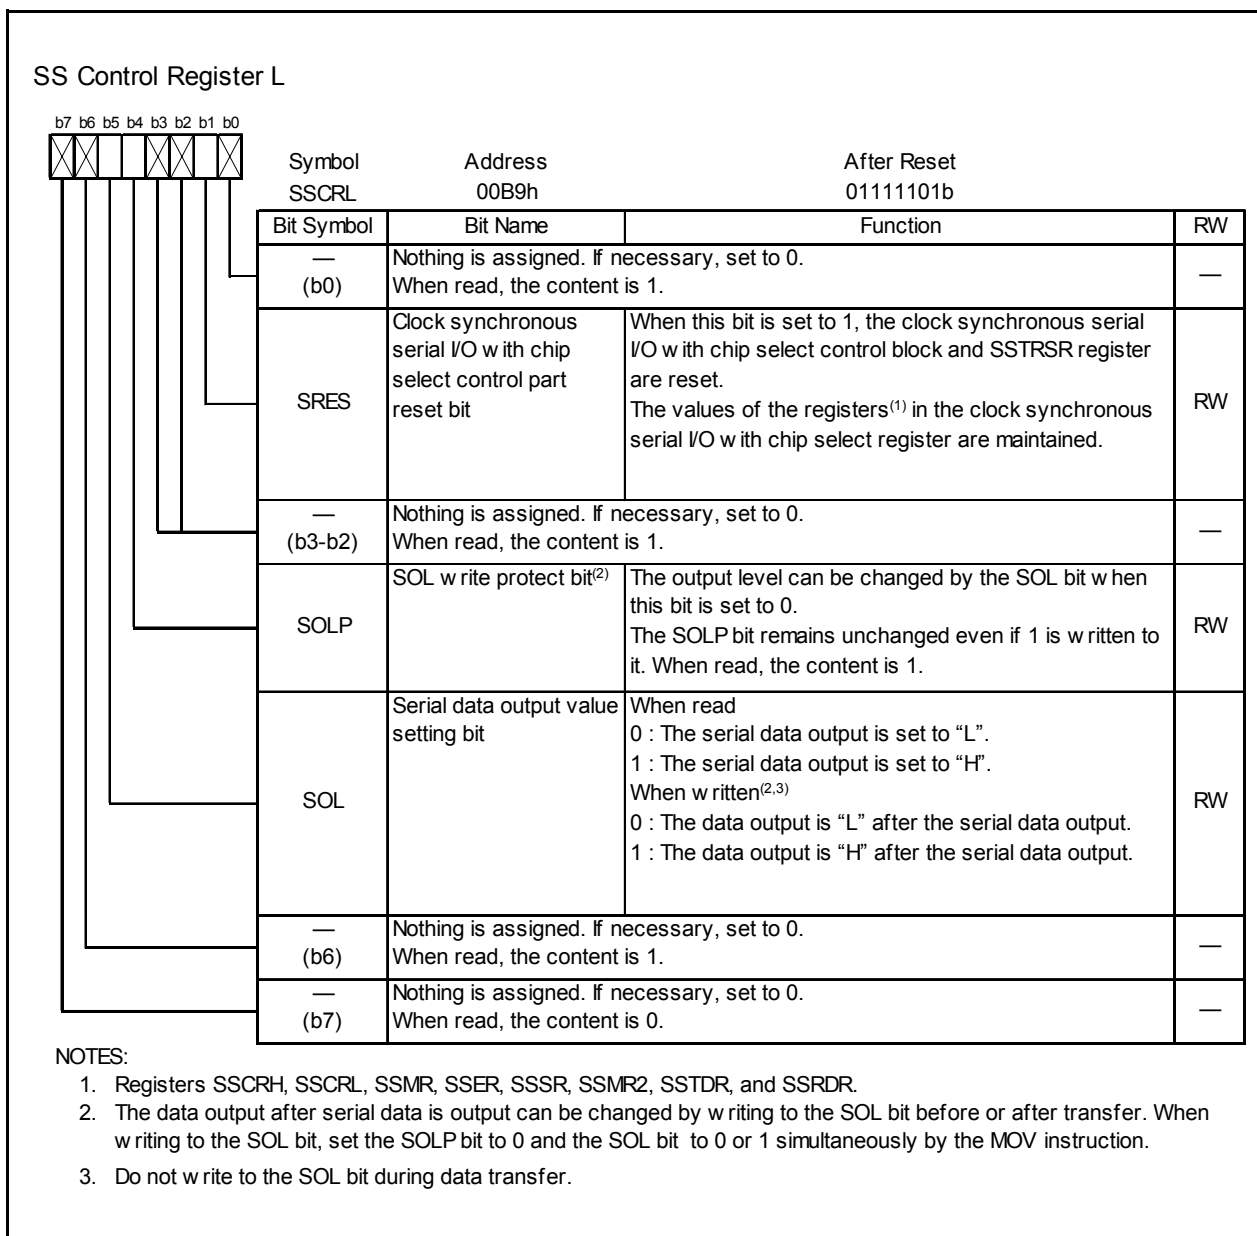 SS Control Register L
b7 b6 b5 b4 b3 b2 b1 b0
Symbol Address After Reset
SSCRL 00B9h 01111101b
Bit Symbol Bit Name Function RW
—
(b0)
Nothing is assigned. If necessary, set to 0.
When read, the content is 1.
—
SRES
Clock synchronous
serial I/O with chip
select control part
reset bit
When this bit is set to 1, the clock synchronous serial
I/O with chip select control block and SSTRSR register
are reset.
The values of the registers(1) in the clock synchronous
serial I/O with chip select register are maintained.
RW
—
(b3-b2)
Nothing is assigned. If necessary, set to 0.
When read, the content is 1.
—
SOLP
SOL write protect bit(2)
The output level can be changed by the SOL bit when
this bit is set to 0.
The SOLP bit remains unchanged even if 1 is written to
it. When read, the content is 1.
RW
SOL
Serial data output value
setting bit
When read
0 : The serial data output is set to “L”.
1 : The serial data output is set to “H”.
When written(2,3)
0 : The data output is “L” after the serial data output.
1 : The data output is “H” after the serial data output.
RW
—
(b6)
Nothing is assigned. If necessary, set to 0.
When read, the content is 1.
—
—
(b7)
Nothing is assigned. If necessary, set to 0.
When read, the content is 0.
—
NOTES:
1. Registers SSCRH, SSCRL, SSMR, SSER, SSSR, SSMR2, SSTDR, and SSRDR.
2. The data output after serial data is output can be changed by writing to the SOL bit before or after transfer. When
writing to the SOL bit, set the SOLP bit to 0 and the SOL bit to 0 or 1 simultaneously by the MOV instruction.
3. Do not write to the SOL bit during data transfer.